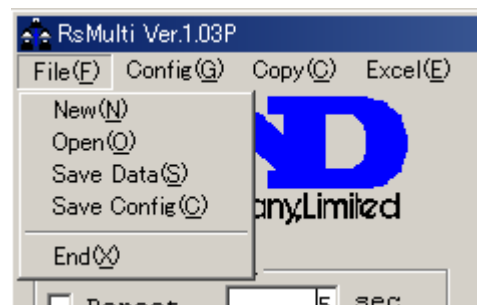 RsMulti Ver.1.03P
File(F) Config(G) Copy(C) Excel(E)
New(N)
Open(O)
Save Data(S)
Save Config(C)
any,Limited
End(X)
5 sec